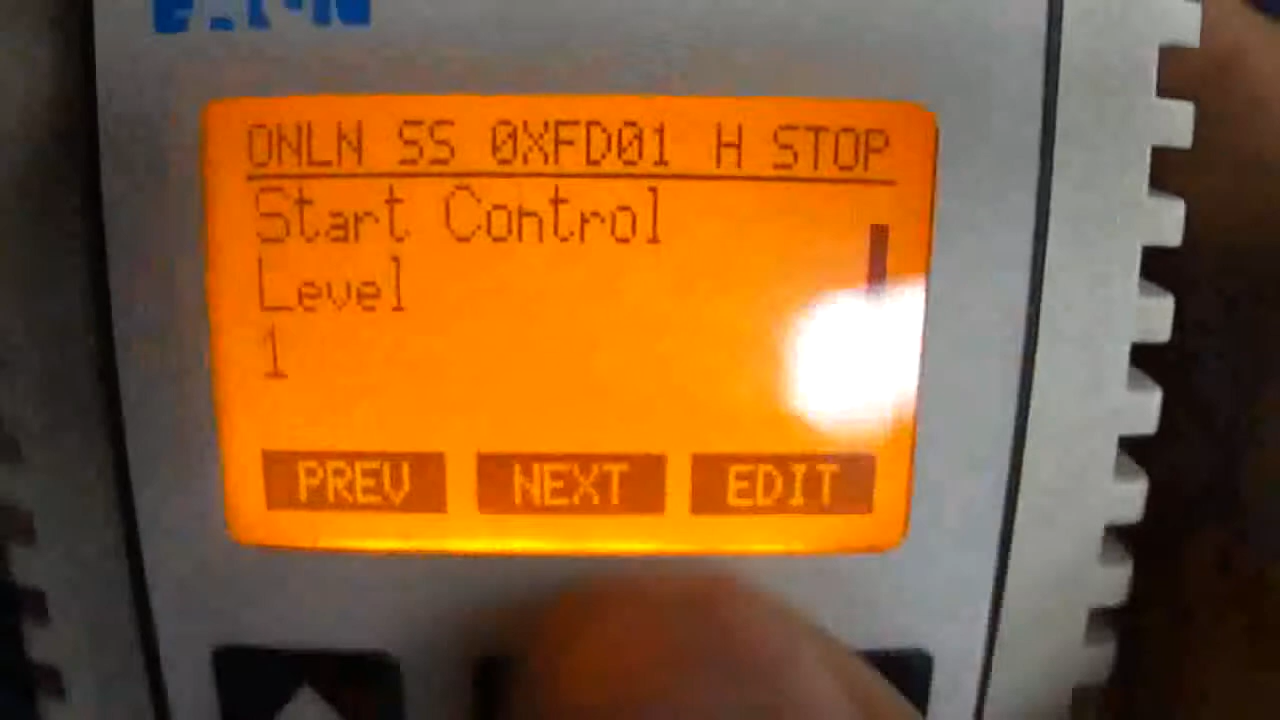 ONLN SS 0XFD01 H STOP
Start Control
Level
1
PREV NEXT EDIT